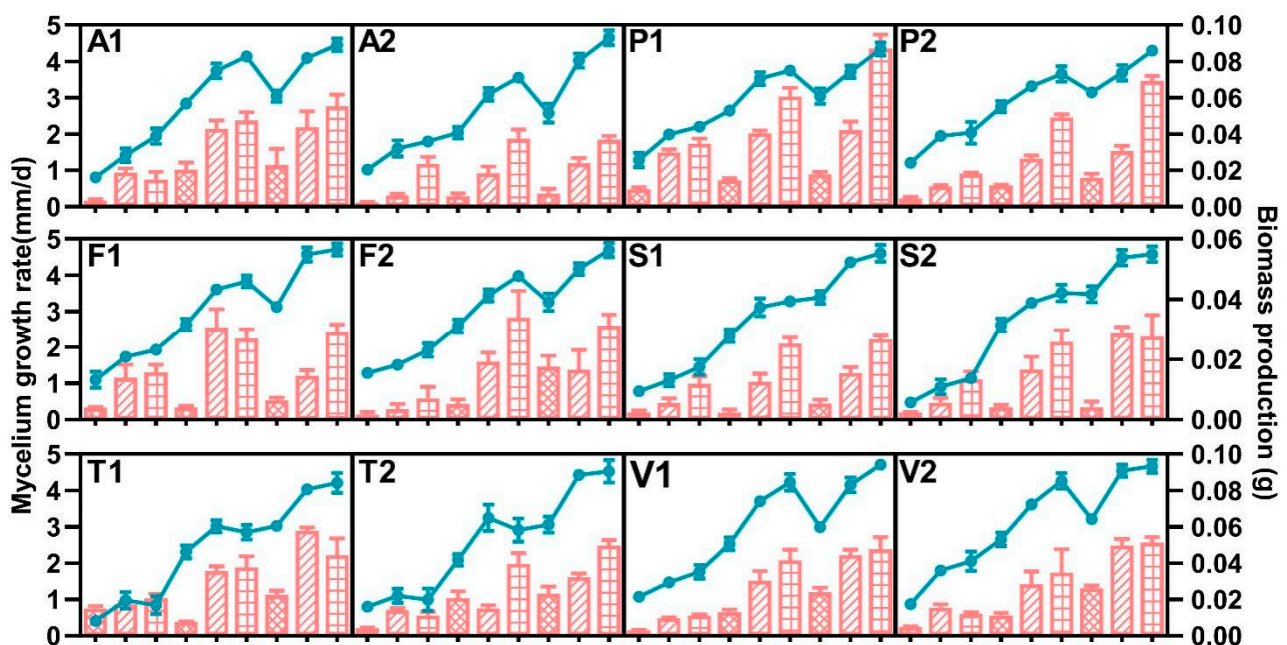 Mycelium growth rate(mm/d)
Biomass production (g)
A1 A2 P1 P2
5 4 3 2 1 0
0.10 0.08 0.06 0.04 0.02 0.00
F1 F2 S1 S2
5 4 3 2 1 0
0.06 0.04 0.02 0.00
T1 T2 V1 V2
5 4 3 2 1 0
0.10 0.08 0.06 0.04 0.02 0.00